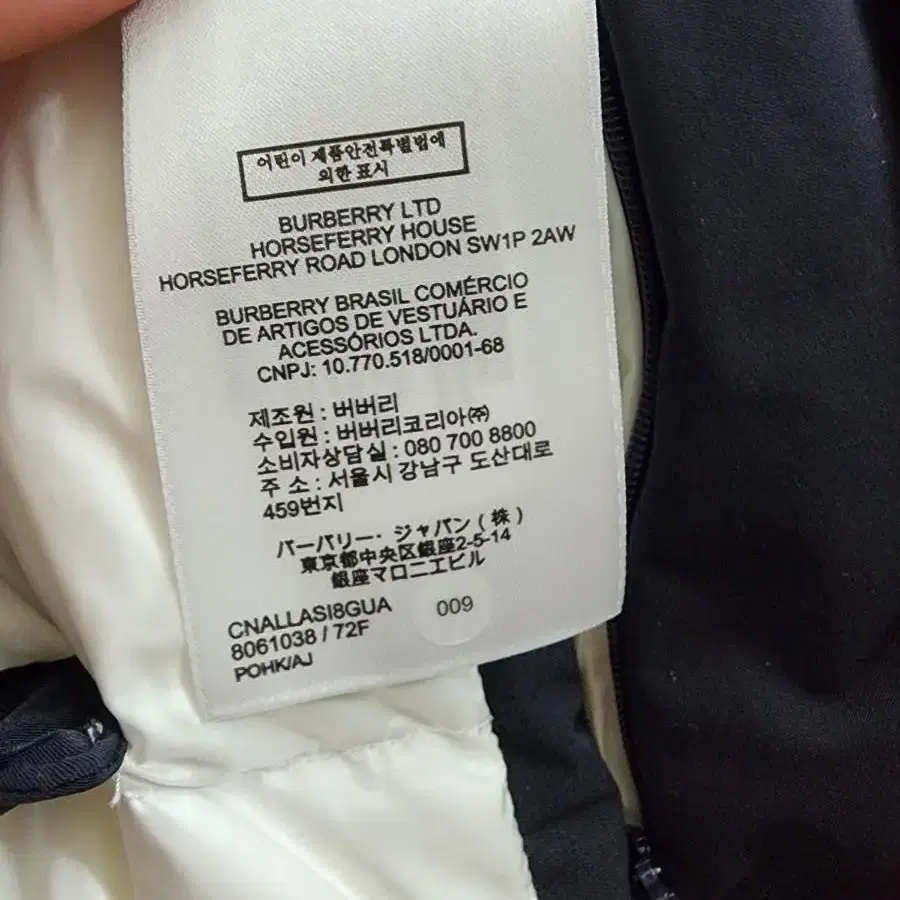 어린이 제품안전특별법에
의한 표시
BURBERRY LTD
HORSEFERRY HOUSE
HORSEFERRY ROAD LONDON SW1P 2AW
BURBERRY BRASIL COMÉRCIO
DE ARTIGOS DE VESTUÁRIO E
ACESSÓRIOS LTDA.
CNPJ: 10.770.518/0001-68
제조원 : 버버리
수입원 : 버버리코리아㈜
소비자상담실 : 080 700 8800
주 소 : 서울시 강남구 도산대로
459번지
バーバリー・ジャパン ( 株 )
東京都中央区銀座2-5-14
銀座マロニエビル
CNALLASI8GUA
8061038 / 72F
POHK/AJ
009